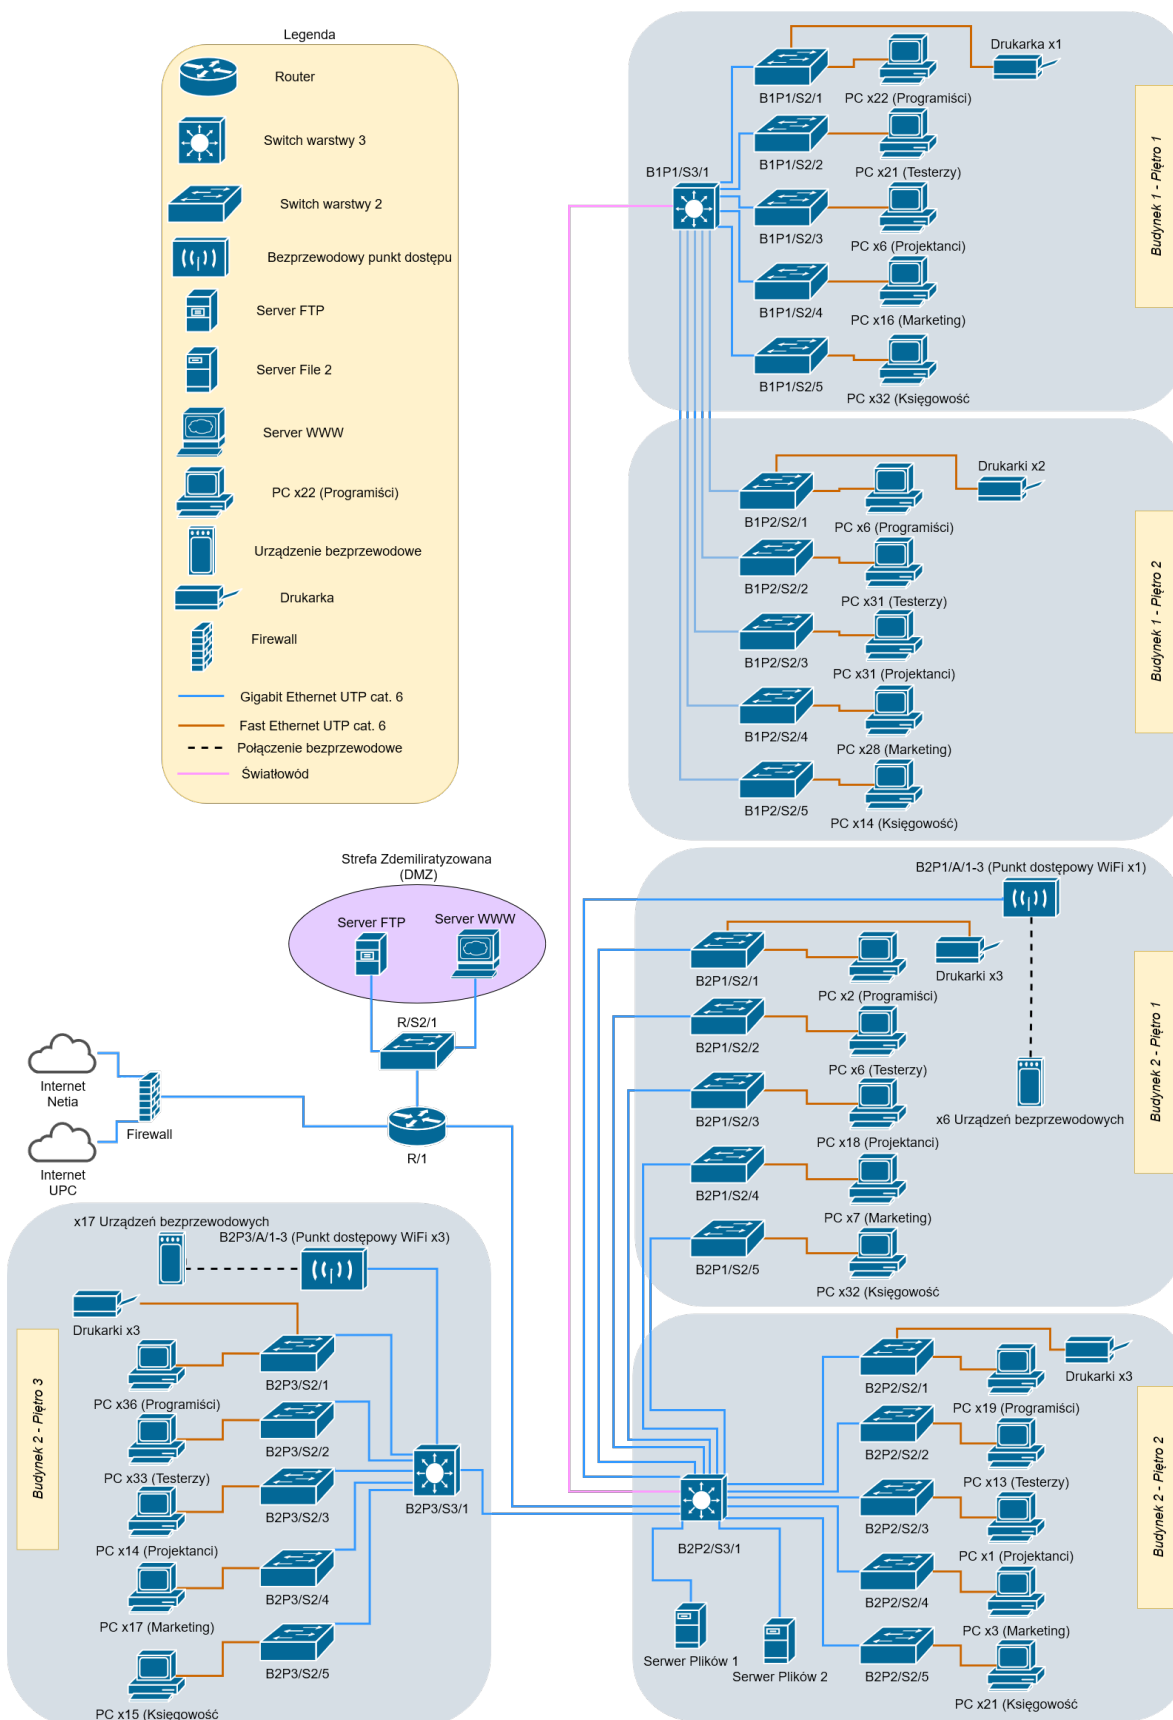 Legenda
Router
Switch warstwy 3
Switch warstwy 2
Bezprzewodowy punkt dostępu
Server FTP
Server File 2
Server WWW
PC x22 (Programiści)
Urządzenie bezprzewodowe
Drukarka
Firewall
Gigabit Ethernet UTP cat. 6
Fast Ethernet UTP cat. 6
Połączenie bezprzewodowe
Światłowód
Drukarka x1
B1P1/S2/1
PC x22 (Programiści)
B1P1/S2/2
PC x21 (Testerzy)
B1P1/S3/1
B1P1/S2/3
PC x6 (Projektanci)
B1P1/S2/4
PC x16 (Marketing)
B1P1/S2/5
PC x32 (Księgowość
Budynek 1 - Piętro 1
Drukarki x2
B1P2/S2/1
PC x6 (Programiści)
B1P2/S2/2
PC x31 (Testerzy)
B1P2/S2/3
PC x31 (Projektanci)
B1P2/S2/4
PC x28 (Marketing)
B1P2/S2/5
PC x14 (Księgowość)
Budynek 1 - Piętro 2
Strefa Zdemiliratyzowana
(DMZ)
Server FTP
Server WWW
R/S2/1
Internet
Netia
Firewall
Internet
UPC
R/1
B2P1/A/1-3 (Punkt dostępowy WiFi x1)
Drukarki x3
B2P1/S2/1
PC x2 (Programiści)
B2P1/S2/2
PC x6 (Testerzy)
B2P1/S2/3
PC x18 (Projektanci)
x6 Urządzeń bezprzewodowych
B2P1/S2/4
PC x7 (Marketing)
B2P1/S2/5
PC x32 (Księgowość
Budynek 2 - Piętro 1
x17 Urządzeń bezprzewodowych
B2P3/A/1-3 (Punkt dostępowy WiFi x3)
Drukarki x3
B2P3/S2/1
PC x36 (Programiści)
B2P3/S2/2
PC x33 (Testerzy)
B2P3/S3/1
B2P3/S2/3
PC x14 (Projektanci)
B2P3/S2/4
PC x17 (Marketing)
B2P3/S2/5
PC x15 (Księgowość
Budynek 2 - Piętro 3
Drukarki x3
B2P2/S2/1
PC x19 (Programiści)
B2P2/S2/2
PC x13 (Testerzy)
B2P2/S3/1
B2P2/S2/3
PC x1 (Projektanci)
B2P2/S2/4
PC x3 (Marketing)
Serwer Plików 1
Serwer Plików 2
B2P2/S2/5
PC x21 (Księgowość
Budynek 2 - Piętro 2